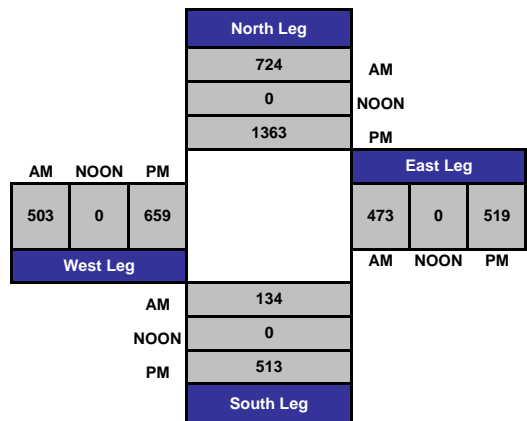 North Leg
724 AM
0 NOON
1363 PM
AM NOON PM East Leg
503 0 659 473 0 519
West Leg AM NOON PM
AM 134
NOON 0
PM 513
South Leg